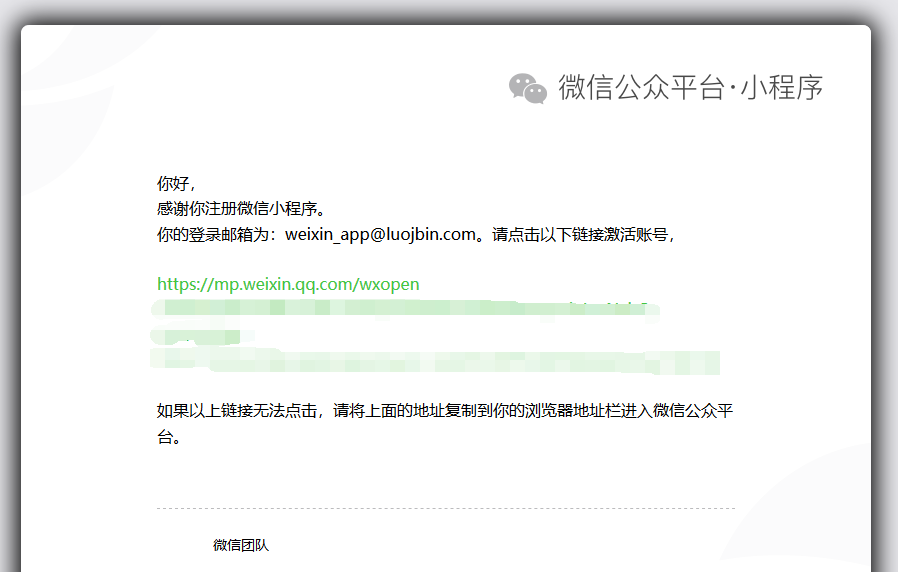 微信公众平台·小程序
你好，
感谢你注册微信小程序。
你的登录邮箱为：weixin_app@luojbin.com。请点击以下链接激活账号，
https://mp.weixin.qq.com/wxopen
如果以上链接无法点击，请将上面的地址复制到你的浏览器地址栏进入微信公众平
台。
微信团队